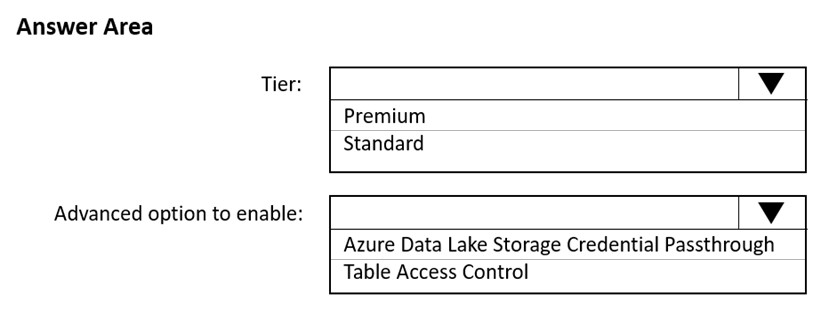 Answer Area
Tier:
Premium
Standard
Advanced option to enable:
Azure Data Lake Storage Credential Passthrough
Table Access Control